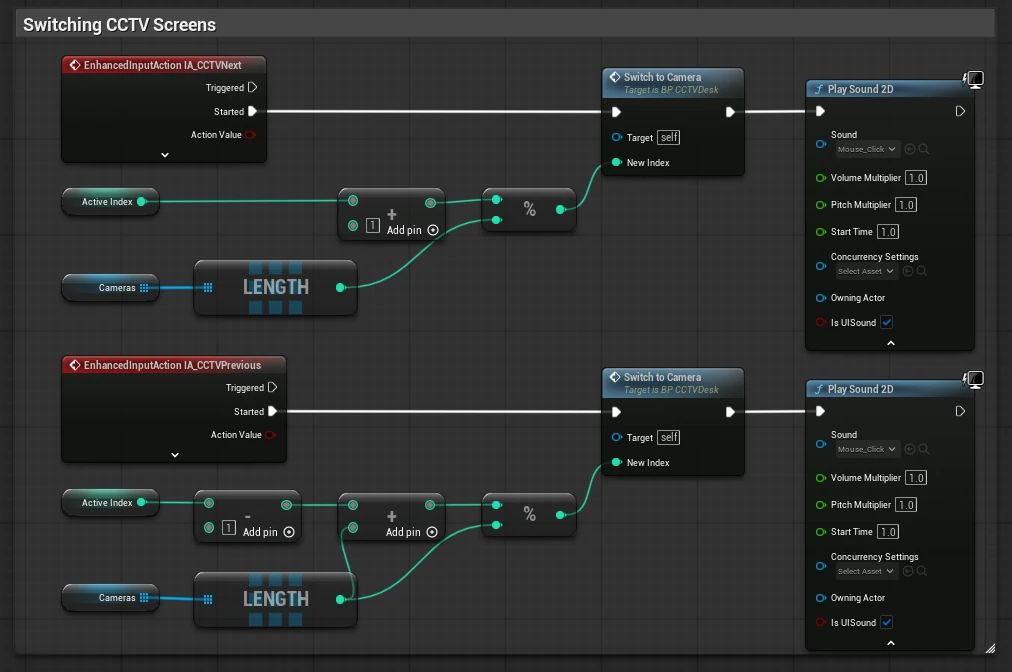 Switching CCTV Screens
EnhancedInputAction IA_CCTVNext
Triggered
Started
Action Value
Switch to Camera
Target is BP CCTVDesk
Target self
New Index
Play Sound 2D
Sound
Mouse_Click
Volume Multiplier 1.0
Pitch Multiplier 1.0
Start Time 1.0
Concurrency Settings
Select Asset
Owning Actor
Is UISound
Active Index
+
1
Add pin
%
Cameras
LENGTH
EnhancedInputAction IA_CCTVPrevious
Triggered
Started
Action Value
Switch to Camera
Target is BP CCTVDesk
Target self
New Index
Play Sound 2D
Sound
Mouse_Click
Volume Multiplier 1.0
Pitch Multiplier 1.0
Start Time 1.0
Concurrency Settings
Select Asset
Owning Actor
Is UISound
Active Index
-
1
Add pin
+
Add pin
%
Cameras
LENGTH